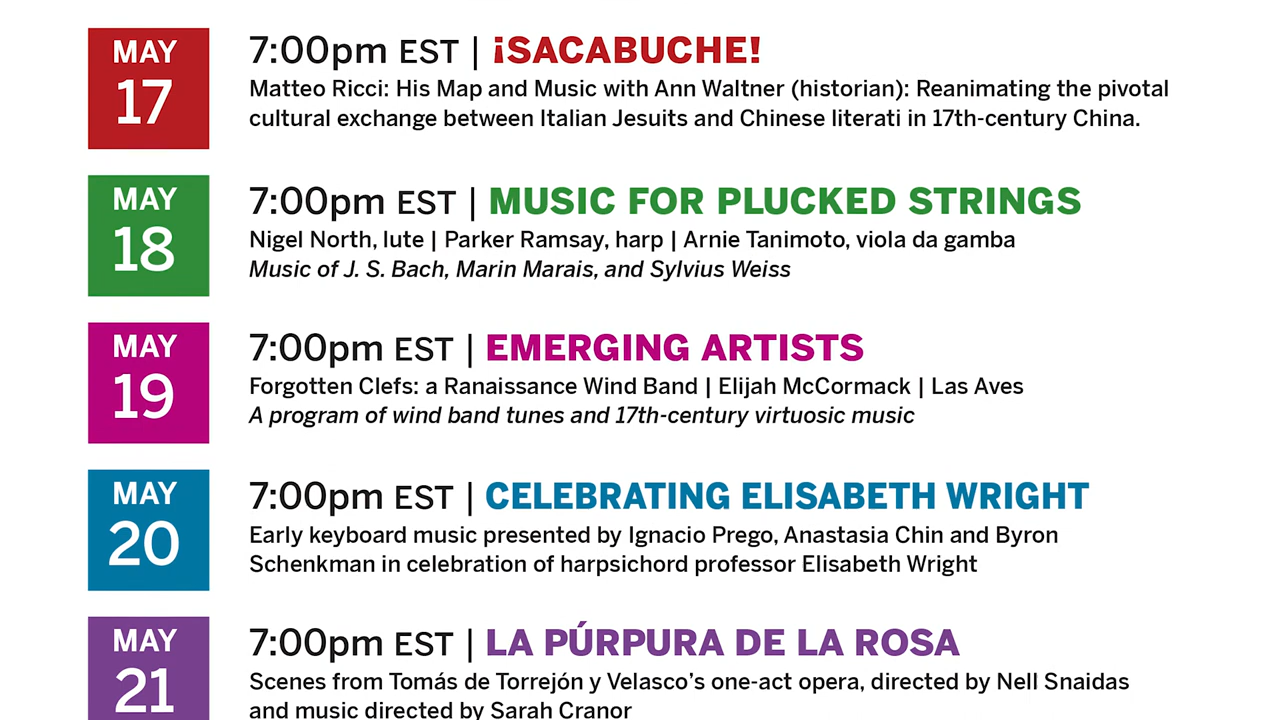 MAY
17
7:00pm EST | ¡SACABUCHE!
Matteo Ricci: His Map and Music with Ann Waltner (historian): Reanimating the pivotal
cultural exchange between Italian Jesuits and Chinese literati in 17th-century China.
MAY
18
7:00pm EST | MUSIC FOR PLUCKED STRINGS
Nigel North, lute | Parker Ramsay, harp | Arnie Tanimoto, viola da gamba
Music of J. S. Bach, Marin Marais, and Sylvius Weiss
MAY
19
7:00pm EST | EMERGING ARTISTS
Forgotten Clefs: a Ranaissance Wind Band | Elijah McCormack | Las Aves
A program of wind band tunes and 17th-century virtuosic music
MAY
20
7:00pm EST | CELEBRATING ELISABETH WRIGHT
Early keyboard music presented by Ignacio Prego, Anastasia Chin and Byron
Schenkman in celebration of harpsichord professor Elisabeth Wright
MAY
21
7:00pm EST | LA PÚRPURA DE LA ROSA
Scenes from Tomás de Torrejón y Velasco’s one-act opera, directed by Nell Snaidas
and music directed by Sarah Cranor